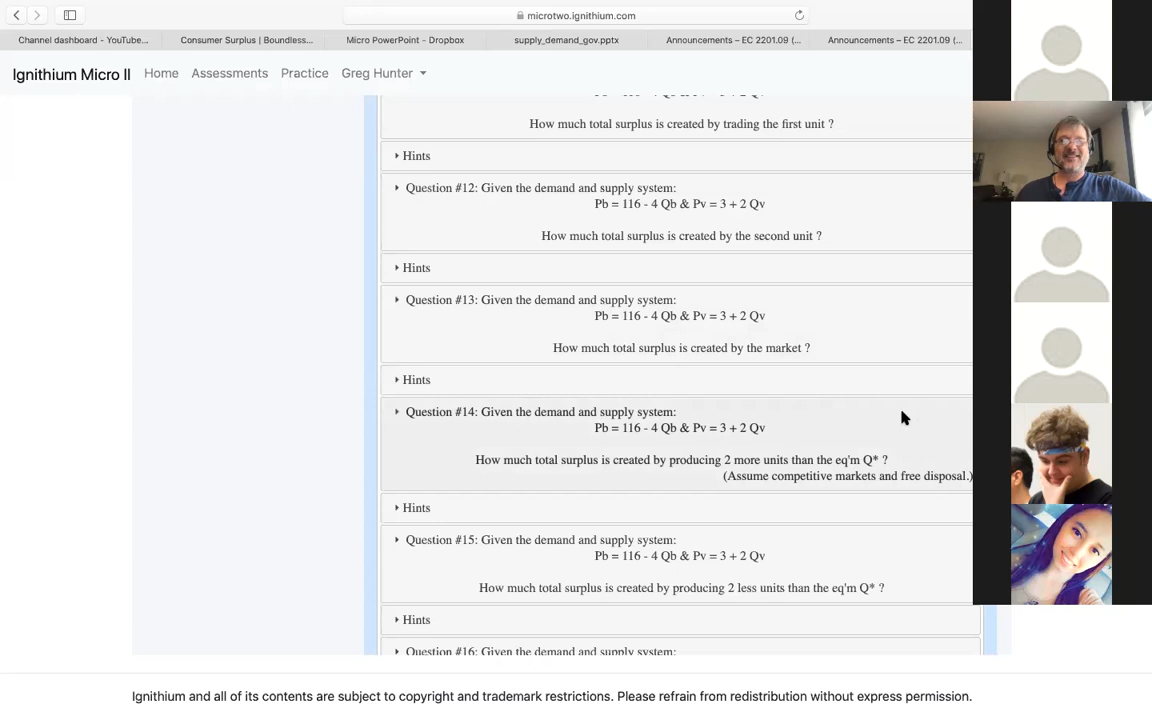 microtwo.ignithium.com
Channel dashboard - YouTube...
Consumer Surplus | Boundless...
Micro PowerPoint - Dropbox
supply_demand_gov.pptx
Announcements – EC 2201.09 (...
Announcements – EC 2201.09 (...
Ignithium Micro II
Home
Assessments
Practice
Greg Hunter
How much total surplus is created by trading the first unit ?
Hints
Question #12: Given the demand and supply system:
Pb = 116 - 4 Qb & Pv = 3 + 2 Qv
How much total surplus is created by the second unit ?
Hints
Question #13: Given the demand and supply system:
Pb = 116 - 4 Qb & Pv = 3 + 2 Qv
How much total surplus is created by the market ?
Hints
Question #14: Given the demand and supply system:
Pb = 116 - 4 Qb & Pv = 3 + 2 Qv
How much total surplus is created by producing 2 more units than the eq'm Q* ?
(Assume competitive markets and free disposal.)
Hints
Question #15: Given the demand and supply system:
Pb = 116 - 4 Qb & Pv = 3 + 2 Qv
How much total surplus is created by producing 2 less units than the eq'm Q* ?
Hints
Question #16: Given the demand and supply system:
Ignithium and all of its contents are subject to copyright and trademark restrictions. Please refrain from redistribution without express permission.